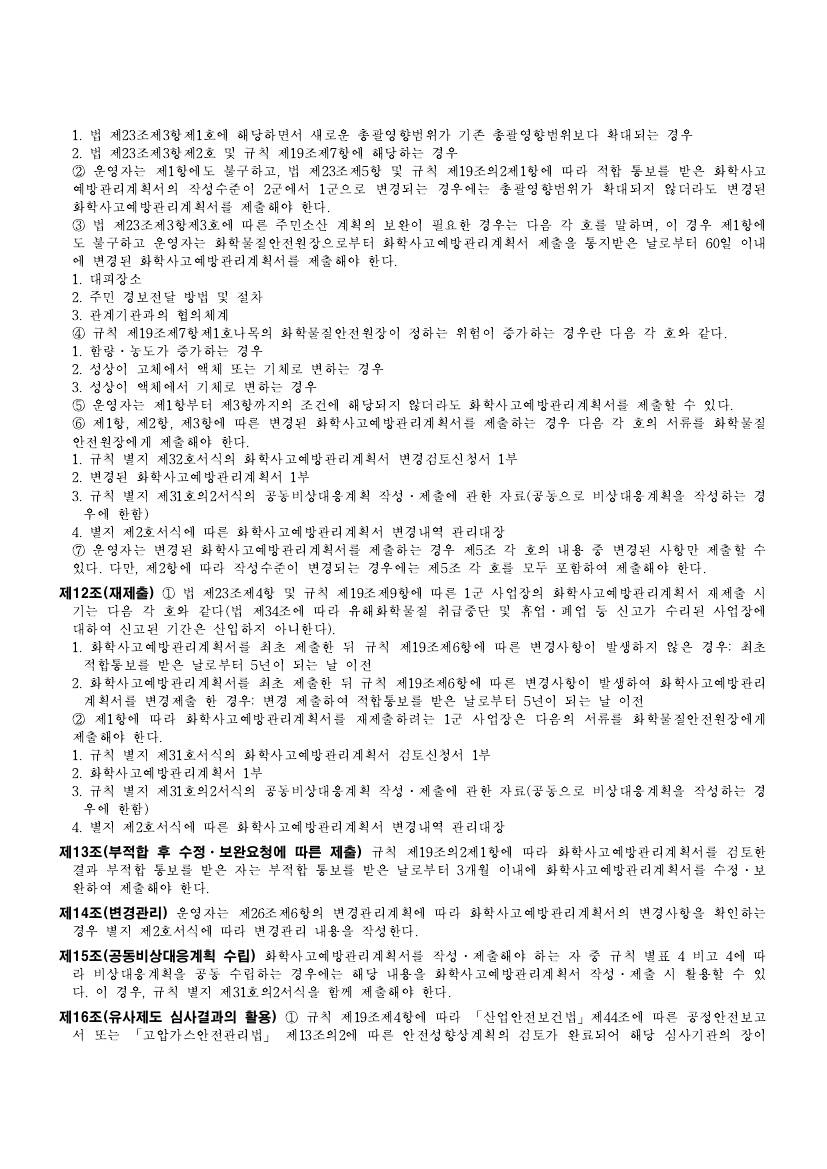 1. 법 제23조제3항제1호에 해당하면서 새로운 총괄영향범위가 기존 총괄영향범위보다 확대되는 경우
2. 법 제23조제3항제2호 및 규칙 제19조제7항에 해당하는 경우
② 운영자는 제1항에도 불구하고, 법 제23조제5항 및 규칙 제19조의2제1항에 따라 적합 통보를 받은 화학사고
예방관리계획서의 작성수준이 2군에서 1군으로 변경되는 경우에는 총괄영향범위가 확대되지 않더라도 변경된
화학사고예방관리계획서를 제출해야 한다.
③ 법 제23조제3항제3호에 따른 주민소산 계획의 보완이 필요한 경우는 다음 각 호를 말하며, 이 경우 제1항에
도 불구하고 운영자는 화학물질안전원장으로부터 화학사고예방관리계획서 제출을 통지받은 날로부터 60일 이내
에 변경된 화학사고예방관리계획서를 제출해야 한다.
1. 대피장소
2. 주민 경보전달 방법 및 절차
3. 관계기관과의 협의체계
④ 규칙 제19조제7항제1호나목의 화학물질안전원장이 정하는 위험이 증가하는 경우란 다음 각 호와 같다.
1. 함량ㆍ농도가 증가하는 경우
2. 성상이 고체에서 액체 또는 기체로 변하는 경우
3. 성상이 액체에서 기체로 변하는 경우
⑤ 운영자는 제1항부터 제3항까지의 조건에 해당되지 않더라도 화학사고예방관리계획서를 제출할 수 있다.
⑥ 제1항, 제2항, 제3항에 따른 변경된 화학사고예방관리계획서를 제출하는 경우 다음 각 호의 서류를 화학물질
안전원장에게 제출해야 한다.
1. 규칙 별지 제32호서식의 화학사고예방관리계획서 변경검토신청서 1부
2. 변경된 화학사고예방관리계획서 1부
3. 규칙 별지 제31호의2서식의 공동비상대응계획 작성ㆍ제출에 관한 자료(공동으로 비상대응계획을 작성하는 경
우에 한함)
4. 별지 제2호서식에 따른 화학사고예방관리계획서 변경내역 관리대장
⑦ 운영자는 변경된 화학사고예방관리계획서를 제출하는 경우 제5조 각 호의 내용 중 변경된 사항만 제출할 수
있다. 다만, 제2항에 따라 작성수준이 변경되는 경우에는 제5조 각 호를 모두 포함하여 제출해야 한다.
제12조(재제출) ① 법 제23조제4항 및 규칙 제19조제9항에 따른 1군 사업장의 화학사고예방관리계획서 재제출 시
기는 다음 각 호와 같다(법 제34조에 따라 유해화학물질 취급중단 및 휴업ㆍ폐업 등 신고가 수리된 사업장에
대하여 신고된 기간은 산입하지 아니한다).
1. 화학사고예방관리계획서를 최초 제출한 뒤 규칙 제19조제6항에 따른 변경사항이 발생하지 않은 경우: 최초
적합통보를 받은 날로부터 5년이 되는 날 이전
2. 화학사고예방관리계획서를 최초 제출한 뒤 규칙 제19조제6항에 따른 변경사항이 발생하여 화학사고예방관리
계획서를 변경제출 한 경우: 변경 제출하여 적합통보를 받은 날로부터 5년이 되는 날 이전
② 제1항에 따라 화학사고예방관리계획서를 재제출하려는 1군 사업장은 다음의 서류를 화학물질안전원장에게
제출해야 한다.
1. 규칙 별지 제31호서식의 화학사고예방관리계획서 검토신청서 1부
2. 화학사고예방관리계획서 1부
3. 규칙 별지 제31호의2서식의 공동비상대응계획 작성ㆍ제출에 관한 자료(공동으로 비상대응계획을 작성하는 경
우에 한함)
4. 별지 제2호서식에 따른 화학사고예방관리계획서 변경내역 관리대장
제13조(부적합 후 수정ㆍ보완요청에 따른 제출) 규칙 제19조의2제1항에 따라 화학사고예방관리계획서를 검토한
결과 부적합 통보를 받은 자는 부적합 통보를 받은 날로부터 3개월 이내에 화학사고예방관리계획서를 수정ㆍ보
완하여 제출해야 한다.
제14조(변경관리) 운영자는 제26조제6항의 변경관리계획에 따라 화학사고예방관리계획서의 변경사항을 확인하는
경우 별지 제2호서식에 따라 변경관리 내용을 작성한다.
제15조(공동비상대응계획 수립) 화학사고예방관리계획서를 작성ㆍ제출해야 하는 자 중 규칙 별표 4 비고 4에 따
라 비상대응계획을 공동 수립하는 경우에는 해당 내용을 화학사고예방관리계획서 작성ㆍ제출 시 활용할 수 있
다. 이 경우, 규칙 별지 제31호의2서식을 함께 제출해야 한다.
제16조(유사제도 심사결과의 활용) ① 규칙 제19조제4항에 따라 「산업안전보건법」제44조에 따른 공정안전보고
서 또는 「고압가스안전관리법」 제13조의2에 따른 안전성향상계획의 검토가 완료되어 해당 심사기관의 장이